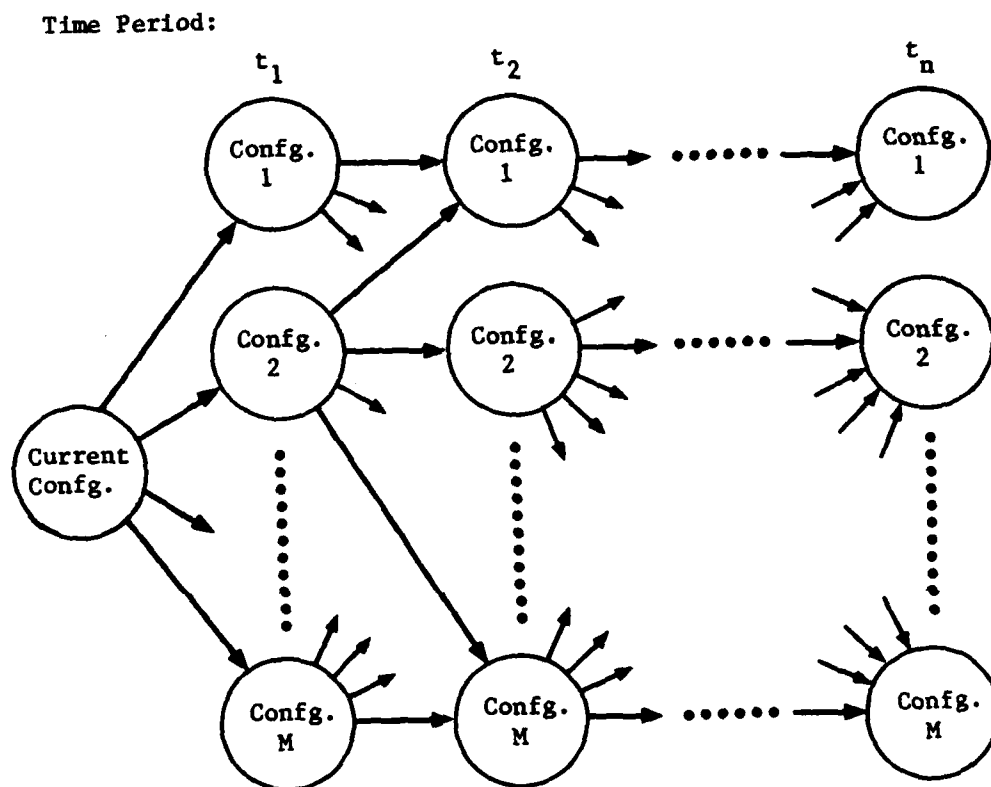 Time Period:
t1 t2 tn
Confg. Confg. Confg.
1 1 1
Confg. Confg. Confg.
2 2 2
Current
Confg.
Confg. Confg. Confg.
M M M